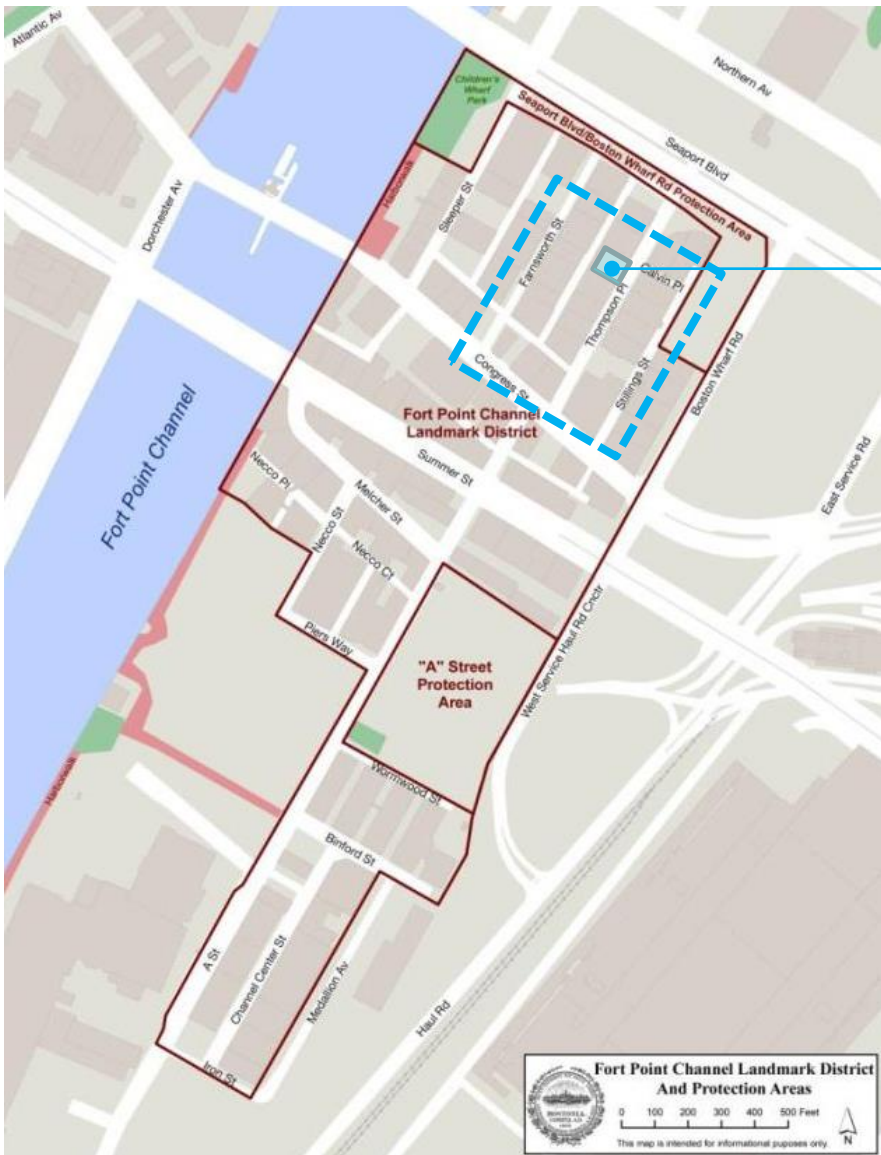 Atlantic Av
Northern Av
Children's
Wharf
Park
Seaport Blvd/Boston Wharf Rd Protection Area
Seaport Blvd
Dorchester Av
Harborwalk
Sleeper St
Farnsworth St
Calvin Pl
Thompson Pl
Stillings St
Boston Wharf Rd
Congress St
Fort Point Channel
Landmark District
Fort Point Channel
Summer St
East Service Rd
Necco Pl
Necco St
Melcher St
Necco Ct
Piers Way
West Service Haul Rd Cnctr
"A" Street
Protection
Area
Harborwalk
Wormwood St
Binford St
A St
Channel Center St
Medallion Av
Haul Rd
Iron St
Fort Point Channel Landmark District
And Protection Areas
0 100 200 300 400 500 Feet
N
This map is intended for informational puposes only.